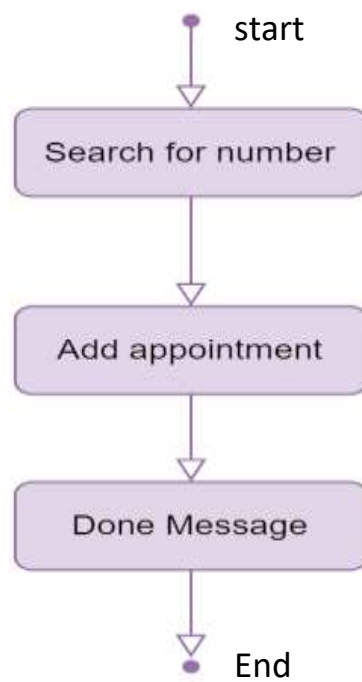 start
Search for number
Add appointment
Done Message
End